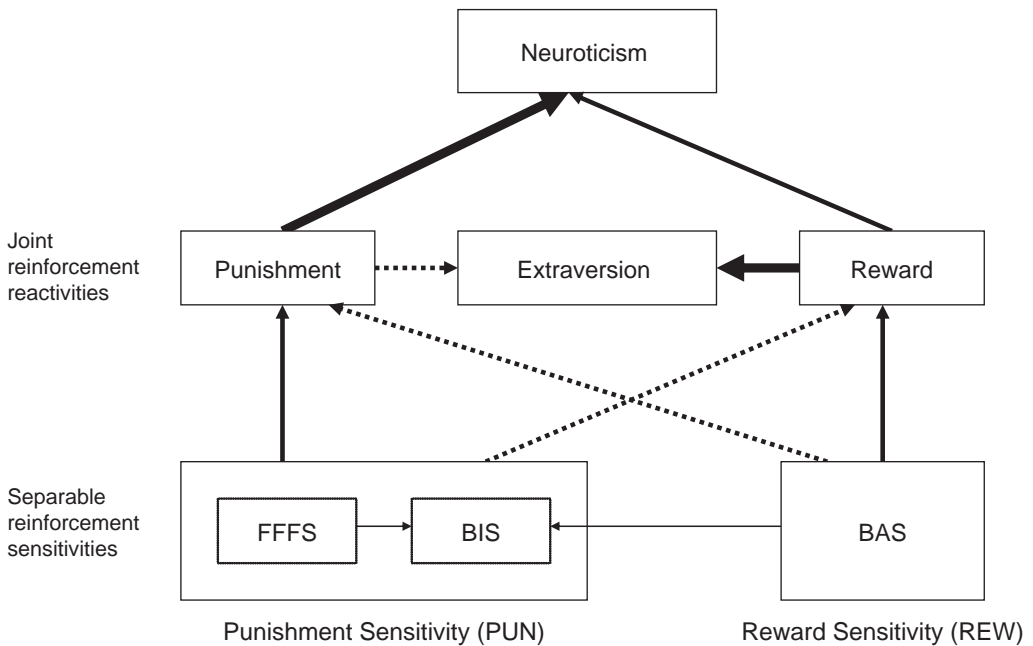 Neuroticism
Joint
reinforcement
reactivities
Punishment
Extraversion
Reward
Separable
reinforcement
sensitivities
FFFS
BIS
BAS
Punishment Sensitivity (PUN)
Reward Sensitivity (REW)